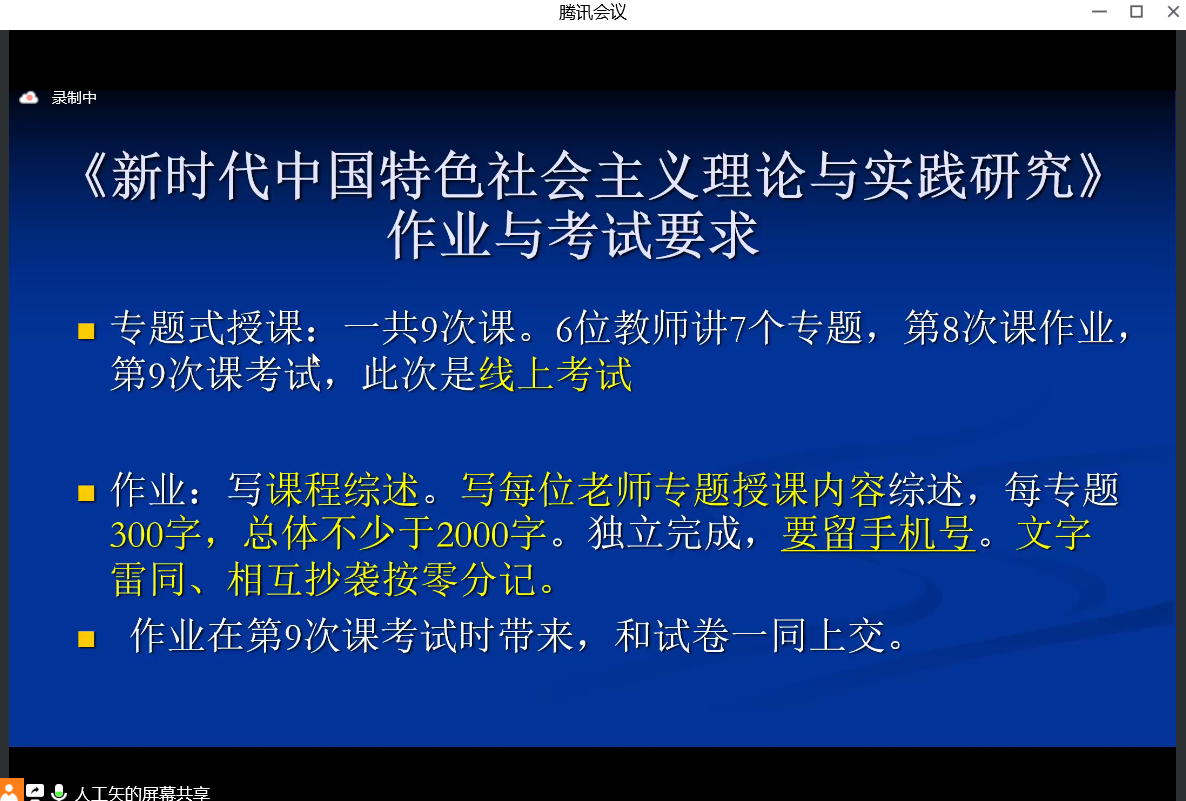 腾讯会议
录制中
《新时代中国特色社会主义理论与实践研究》
作业与考试要求
专题式授课：一共9次课。6位教师讲7个专题，第8次课作业，
第9次课考试，此次是线上考试
作业：写课程综述。写每位老师专题授课内容综述，每专题
300字，总体不少于2000字。独立完成，要留手机号。文字
雷同、相互抄袭按零分记。
作业在第9次课考试时带来，和试卷一同上交。
人工矢的屏幕共享